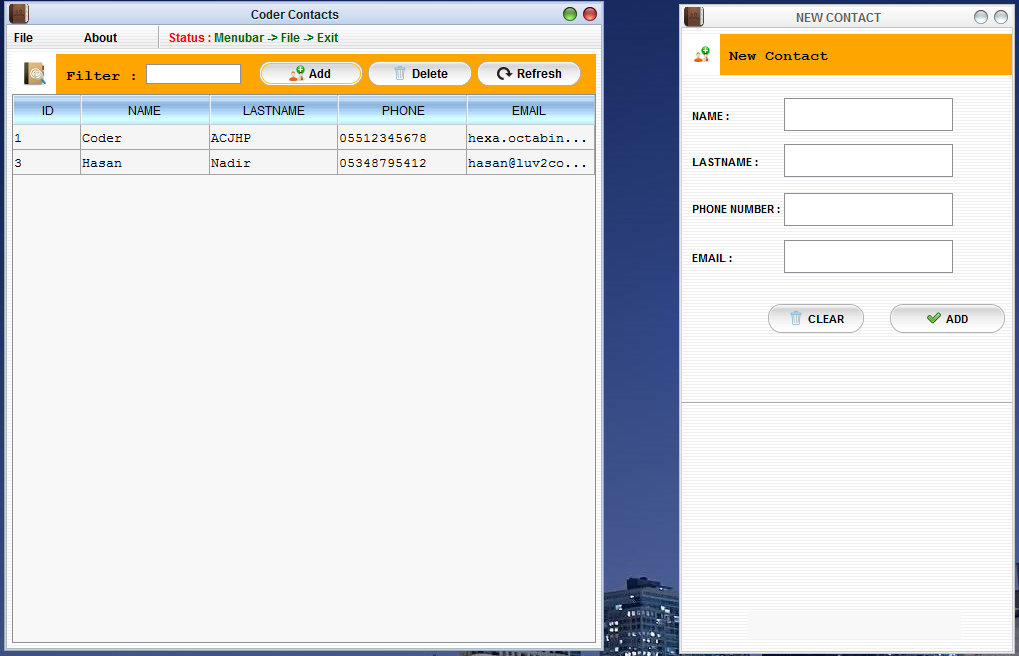 Coder Contacts
File About Status : Menubar -> File -> Exit
Filter : Add Delete Refresh
ID NAME LASTNAME PHONE EMAIL
1 Coder ACJHP 05512345678 hexa.octabin...
3 Hasan Nadir 05348795412 hasan@luv2co...
NEW CONTACT
New Contact
NAME :
LASTNAME :
PHONE NUMBER :
EMAIL :
CLEAR ADD